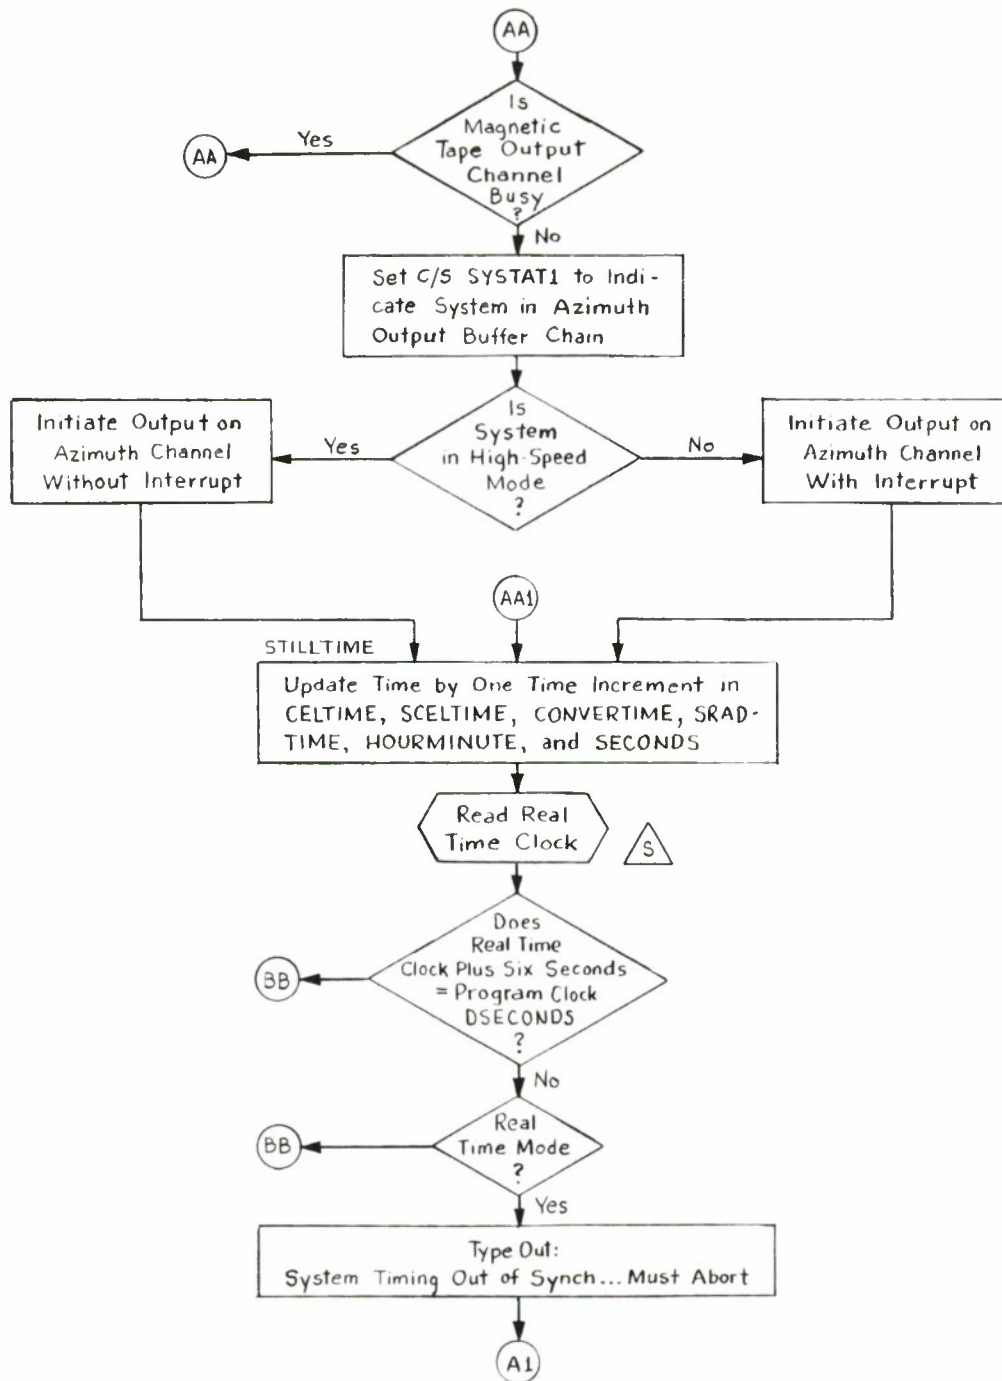 AA
Is
Magnetic
Tape Output
Channel
Busy
?
Yes
AA
No
Set C/S SYSTAT1 to Indi-
cate System in Azimuth
Output Buffer Chain
Is
System
in High-Speed
Mode
?
Yes
No
Initiate Output on
Azimuth Channel
Without Interrupt
Initiate Output on
Azimuth Channel
With Interrupt
AA1
STILLTIME
Update Time by One Time Increment in
CELTIME, SCELTIME, CONVERTIME, SRAD-
TIME, HOURMINUTE, and SECONDS
Read Real
Time Clock
S
Does
Real Time
Clock Plus Six Seconds
= Program Clock
DSECONDS
?
BB
No
Real
Time Mode
?
BB
Yes
Type Out:
System Timing Out of Synch... Must Abort
A1